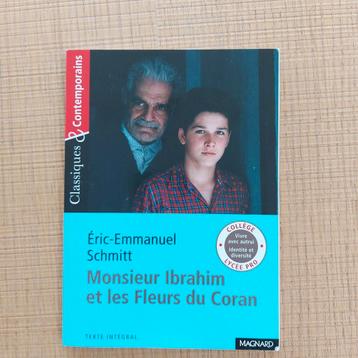 Classiques & Contemporains
Éric-Emmanuel
Schmitt
Monsieur Ibrahim
et les Fleurs du Coran
COLLÈGE
Vivre
avec autrui
Identité et
diversité
LYCÉE PRO
TEXTE INTÉGRAL
MAGNARD